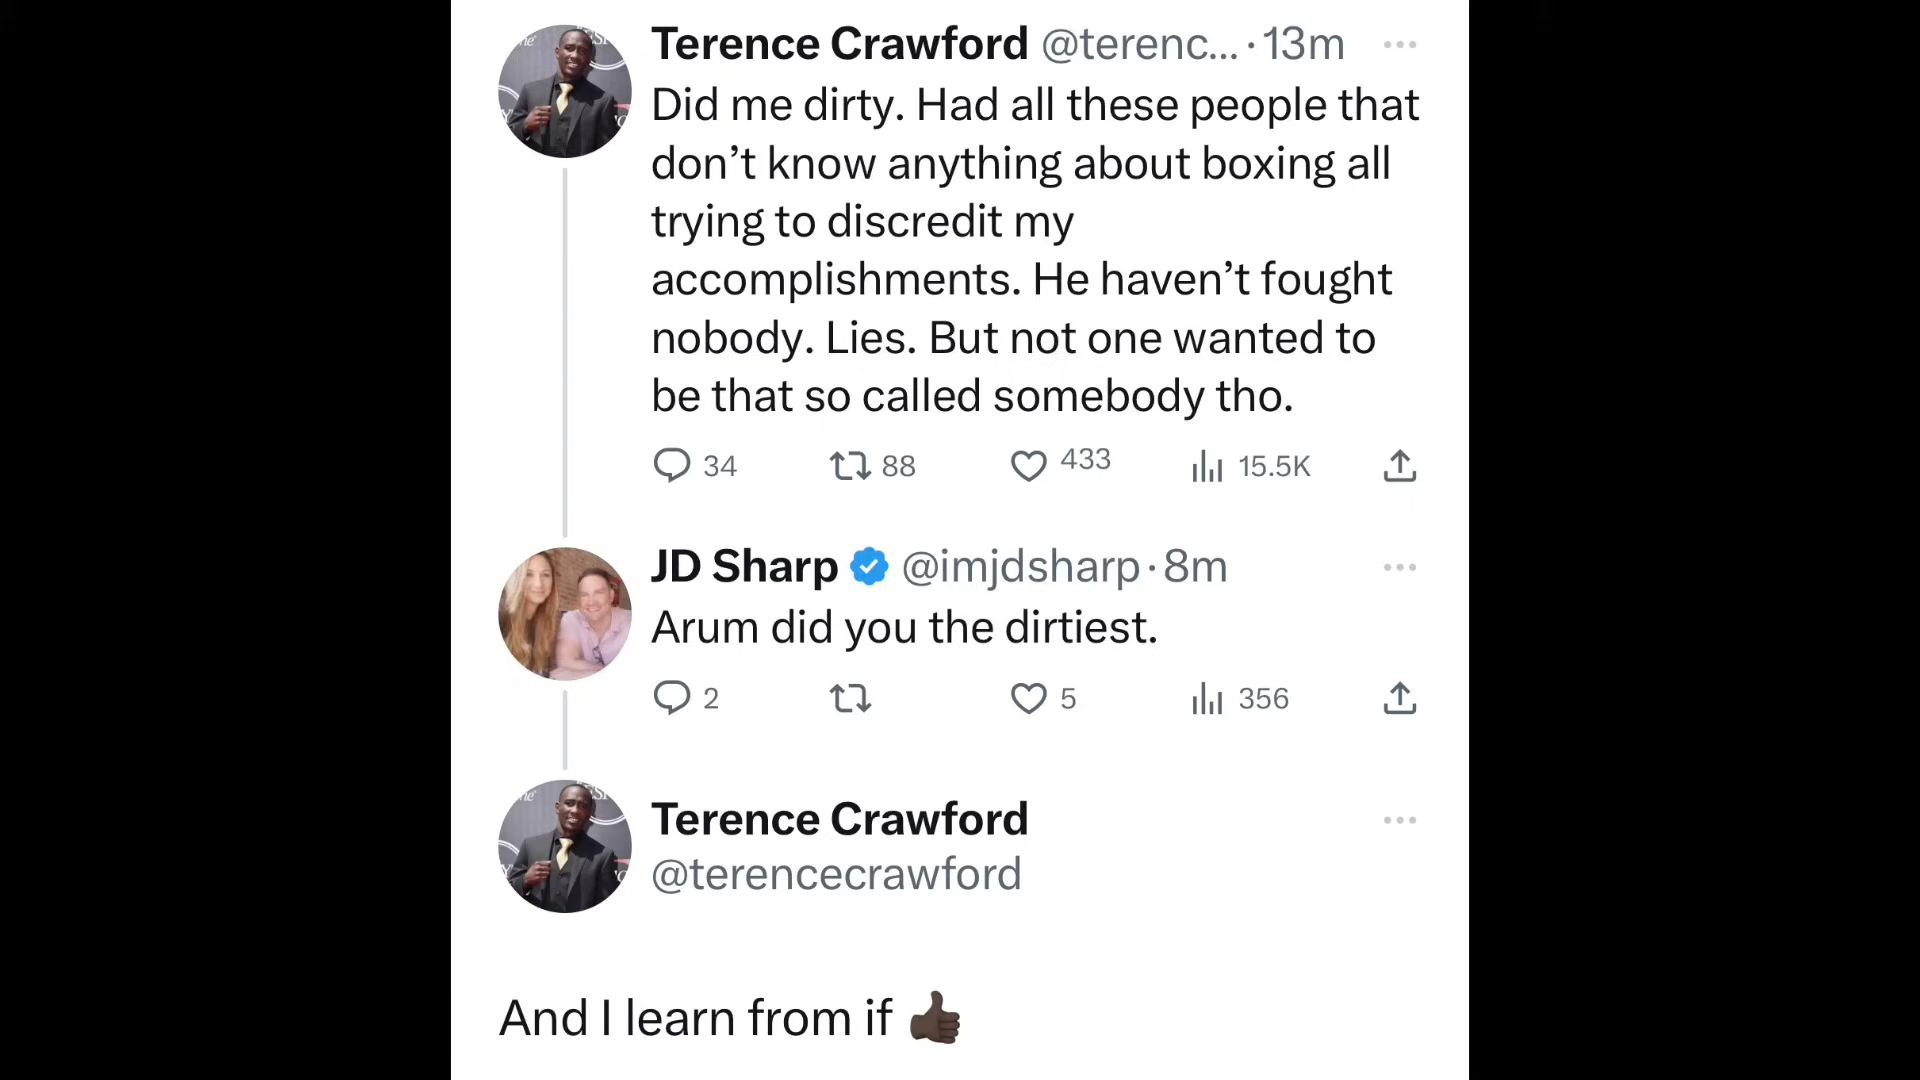 Terence Crawford @terenc... · 13m
Did me dirty. Had all these people that
don’t know anything about boxing all
trying to discredit my
accomplishments. He haven’t fought
nobody. Lies. But not one wanted to
be that so called somebody tho.
34 88 433 15.5K
JD Sharp @imjdsharp · 8m
Arum did you the dirtiest.
2 5 356
Terence Crawford
@terencecrawford
And I learn from if 👍🏿